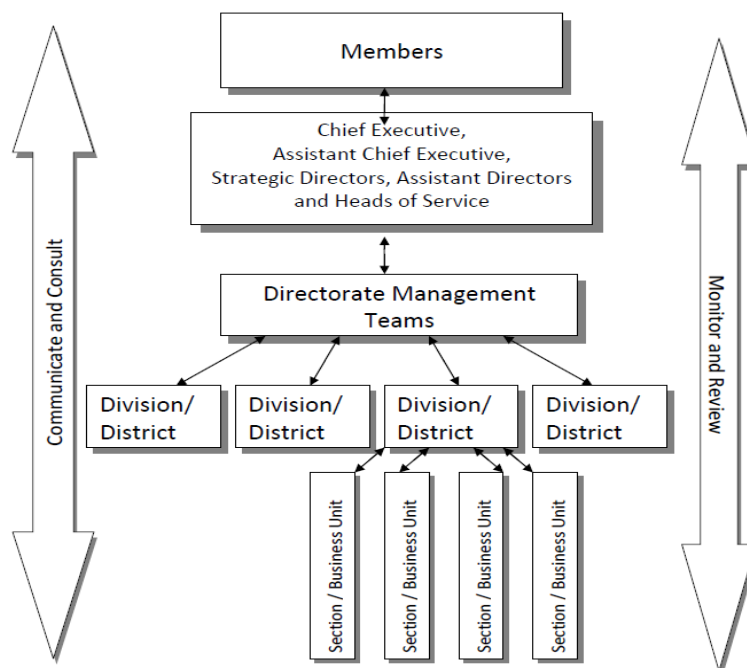 Members
Chief Executive,
Assistant Chief Executive,
Strategic Directors, Assistant Directors
and Heads of Service
Communicate and Consult
Monitor and Review
Directorate Management
Teams
Division/
District
Division/
District
Division/
District
Division/
District
Section / Business Unit
Section / Business Unit
Section / Business Unit
Section / Business Unit